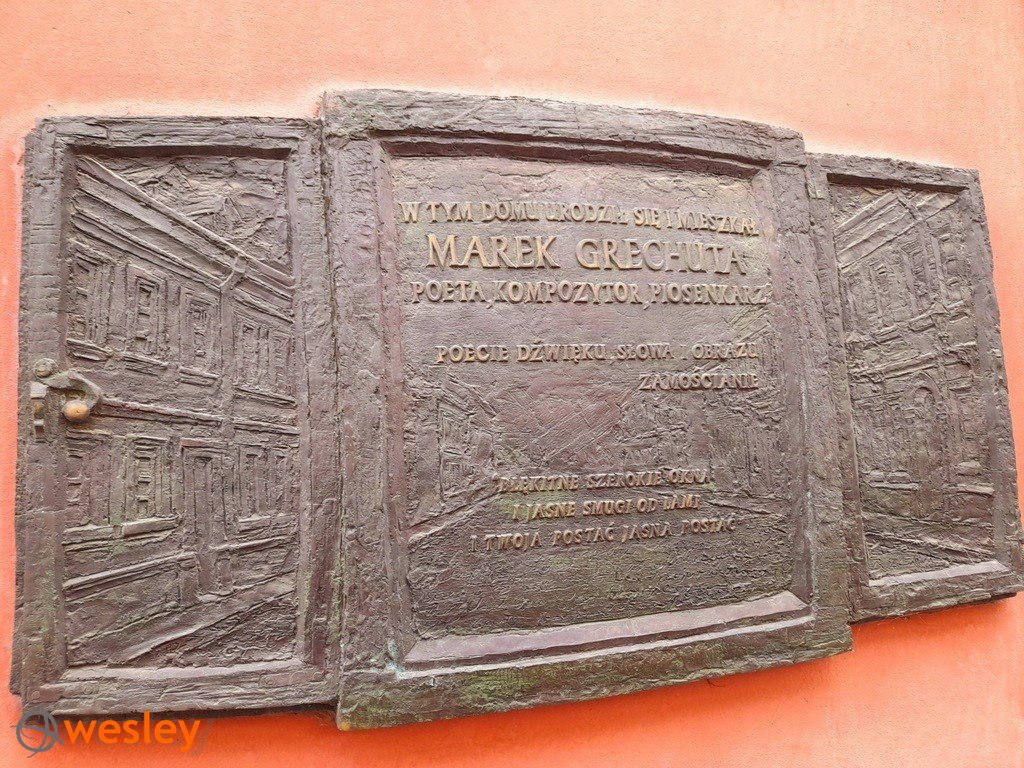 W TYM DOMU URODZIŁ SIĘ I MIESZKAŁ
MAREK GRECHUTA
POETA, KOMPOZYTOR, PIOSENKARZ
POECIE DŹWIĘKU, SŁOWA I OBRAZU
ZAMOŚCIANIE
BŁĘKITNE SZEROKIE OKNA
I JASNE SMUGI OD LAMP
I TWOJA POSTAĆ JASNA POSTAĆ
wesley